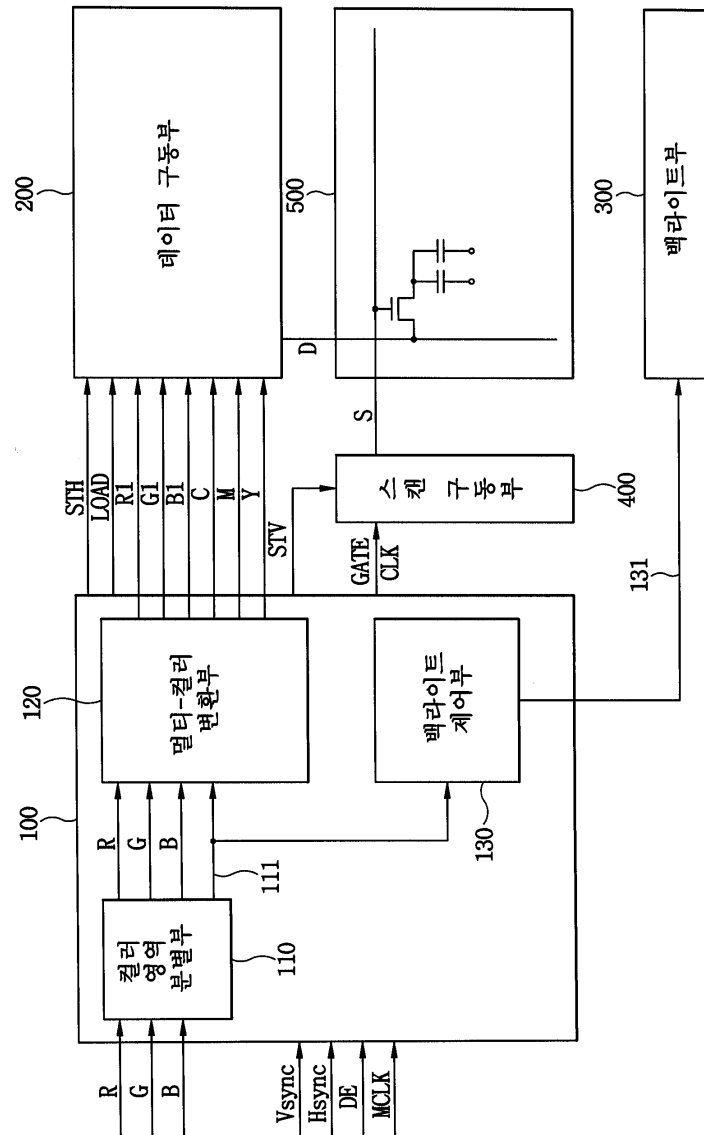 R
G
B
Vsync
Hsync
DE
MCLK
100
컬러
영역
분별부
110
R
G
B
111
120
멀티-컬러
변환부
백라이트
제어부
130
STH
LOAD
R1
G1
B1
C
M
Y
STV
GATE
CLK
131
스캔 구동부
400
200
데이터 구동부
D
S
500
300
백라이트부